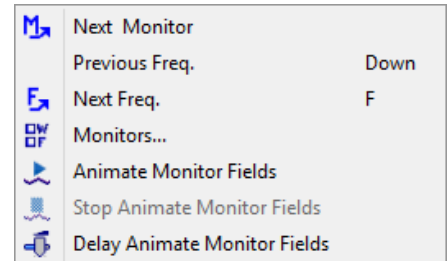 Next Monitor
Previous Freq. Down
Next Freq. F
Monitors...
Animate Monitor Fields
Stop Animate Monitor Fields
Delay Animate Monitor Fields